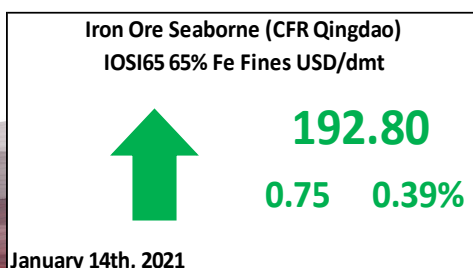 Iron Ore Seaborne (CFR Qingdao)
IOSI65 65% Fe Fines USD/dmt
192.80
0.75 0.39%
January 14th, 2021